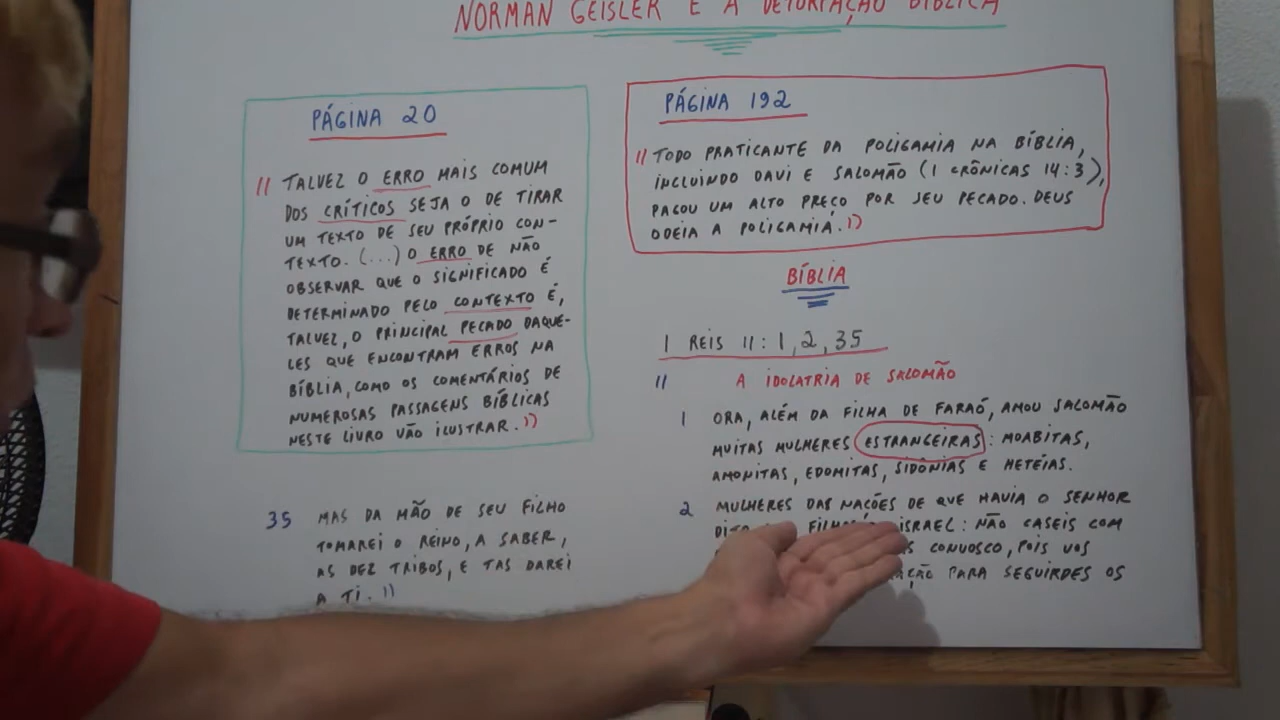 NORMAN GEISLER E A DETURPAÇÃO BÍBLICA
PÁGINA 20
" TALVEZ O ERRO MAIS COMUM
DOS CRÍTICOS SEJA O DE TIRAR
UM TEXTO DE SEU PRÓPRIO CON-
TEXTO. (...) O ERRO DE NÃO
OBSERVAR QUE O SIGNIFICADO É
DETERMINADO PELO CONTEXTO É,
TALVEZ, O PRINCIPAL PECADO DAQUE-
LES QUE ENCONTRAM ERROS NA
BÍBLIA, COMO OS COMENTÁRIOS DE
NUMEROSAS PASSAGENS BÍBLICAS
NESTE LIVRO VÃO ILUSTRAR. "
PÁGINA 192
" TODO PRATICANTE DA POLIGAMIA NA BÍBLIA,
INCLUINDO DAVI E SALOMÃO (1 CRÔNICAS 14:3),
PAGOU UM ALTO PREÇO POR SEU PECADO. DEUS
ODEIA A POLIGAMIA. "
BÍBLIA
1 REIS 11:1,2,35
" A IDOLATRIA DE SALOMÃO
1 ORA, ALÉM DA FILHA DE FARAÓ, AMOU SALOMÃO
MUITAS MULHERES ESTRANGEIRAS: MOABITAS,
AMONITAS, EDOMITAS, SIDÔNIAS E HETÉIAS.
2 MULHERES DAS NAÇÕES DE QUE HAVIA O SENHOR
ISRAEL: NÃO CASEIS COM
CONVOSCO, POIS VOS
PARA SEGUIRDES OS
35 MAS DA MÃO DE SEU FILHO
TOMAREI O REINO, A SABER,
AS DEZ TRIBOS, E TAS DAREI
A TI. "